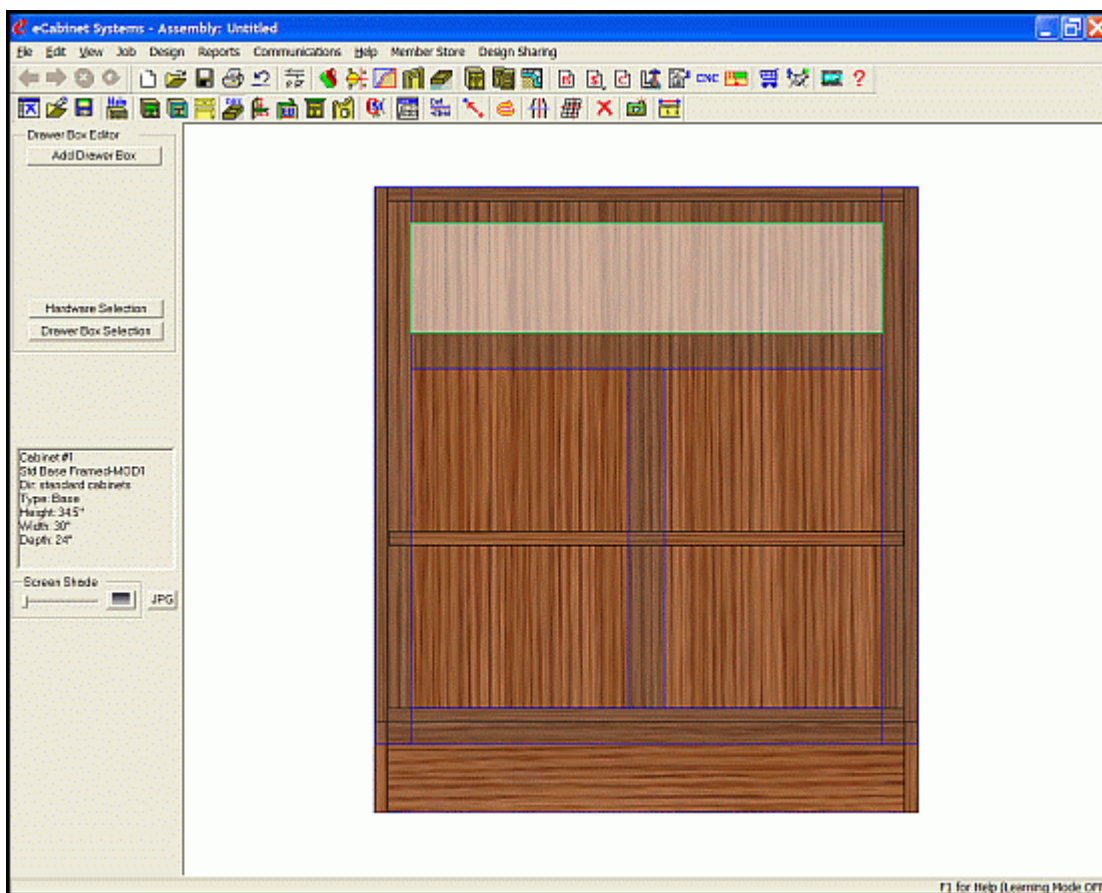 eCabinet Systems - Assembly: Untitled
File Edit View Job Design Reports Communications Help Member Store Design Sharing
CNC
Drawer Box Editor
Add Drawer Box
Hardware Selection
Drawer Box Selection
Cabinet #1
Std Base Framed-MOD1
Dir: standard cabinets
Type: Base
Height: 34.5"
Width: 30"
Depth: 24"
Screen Shade
JPG
F1 for Help (Learning Mode OFF